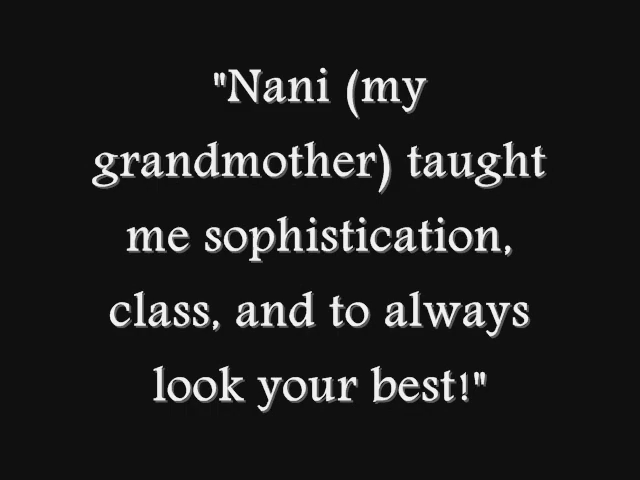 "Nani (my
grandmother) taught
me sophistication,
class, and to always
look your best!"